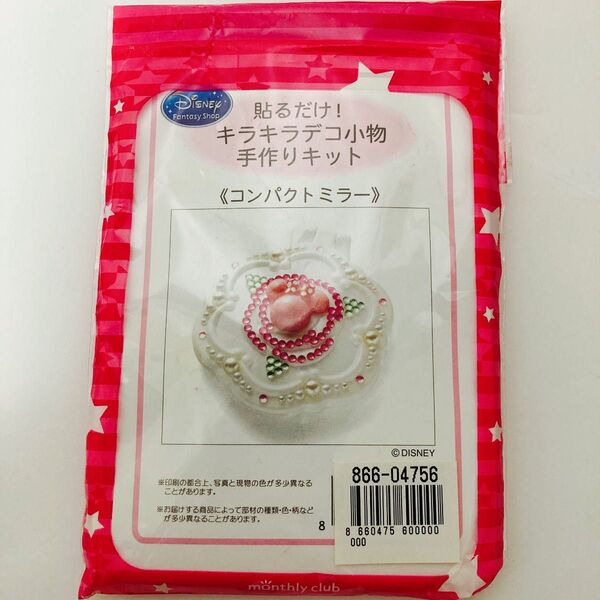 DISNEY
Fantasy Shop
貼るだけ!
キラキラデコ小物
手作りキット
《コンパクトミラー》
©DISNEY
※印刷の都合上、写真と現物の色が多少異なる
ことがあります。
※お届けする商品によって部材の種類・色・柄など
が多少異なることがあります。
8
866-04756
8 660475 600000
000
monthly club